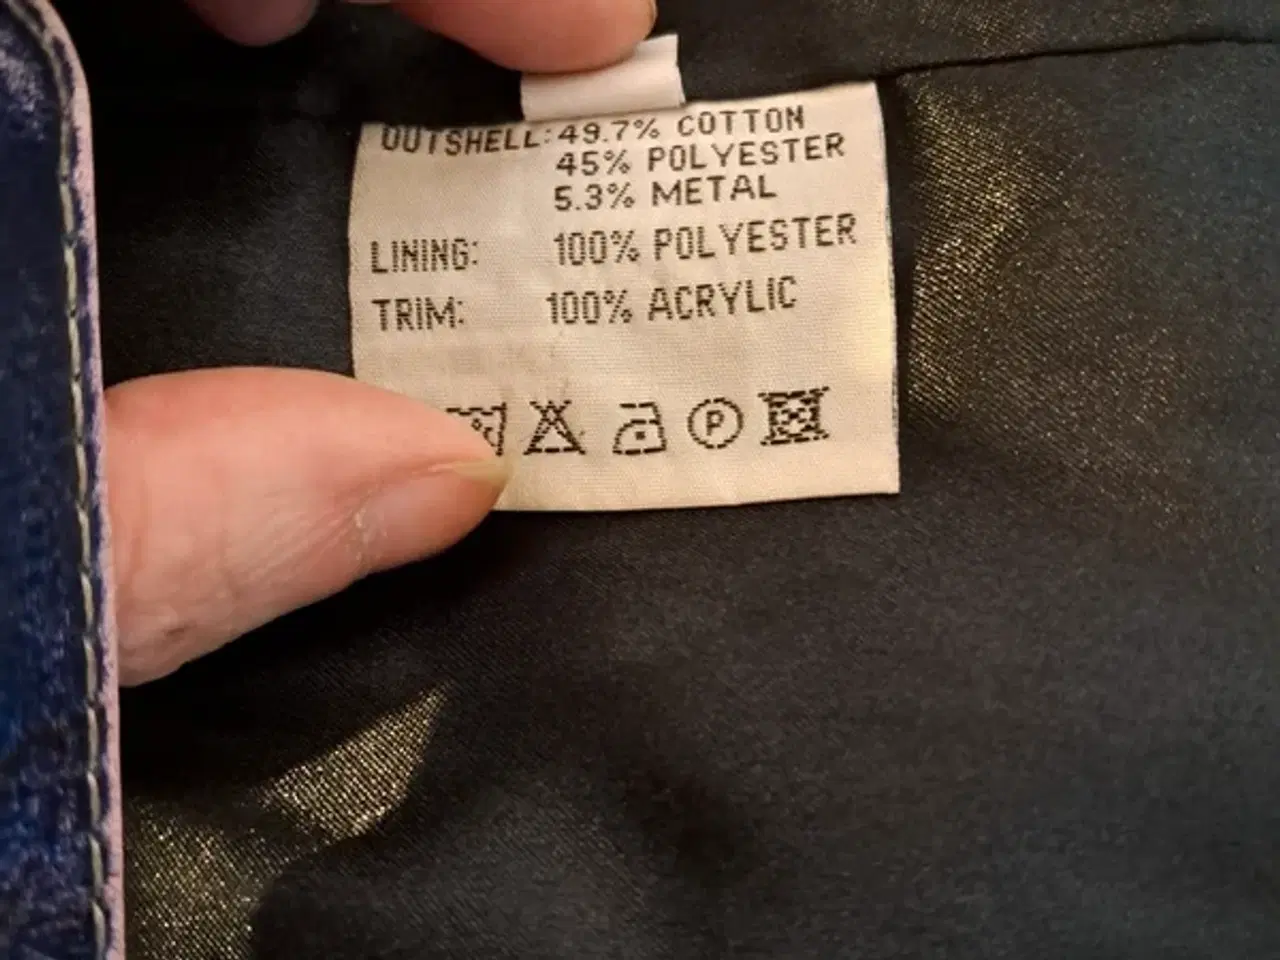 OUTSHELL: 49.7% COTTON
45% POLYESTER
5.3% METAL
LINING: 100% POLYESTER
TRIM: 100% ACRYLIC
P